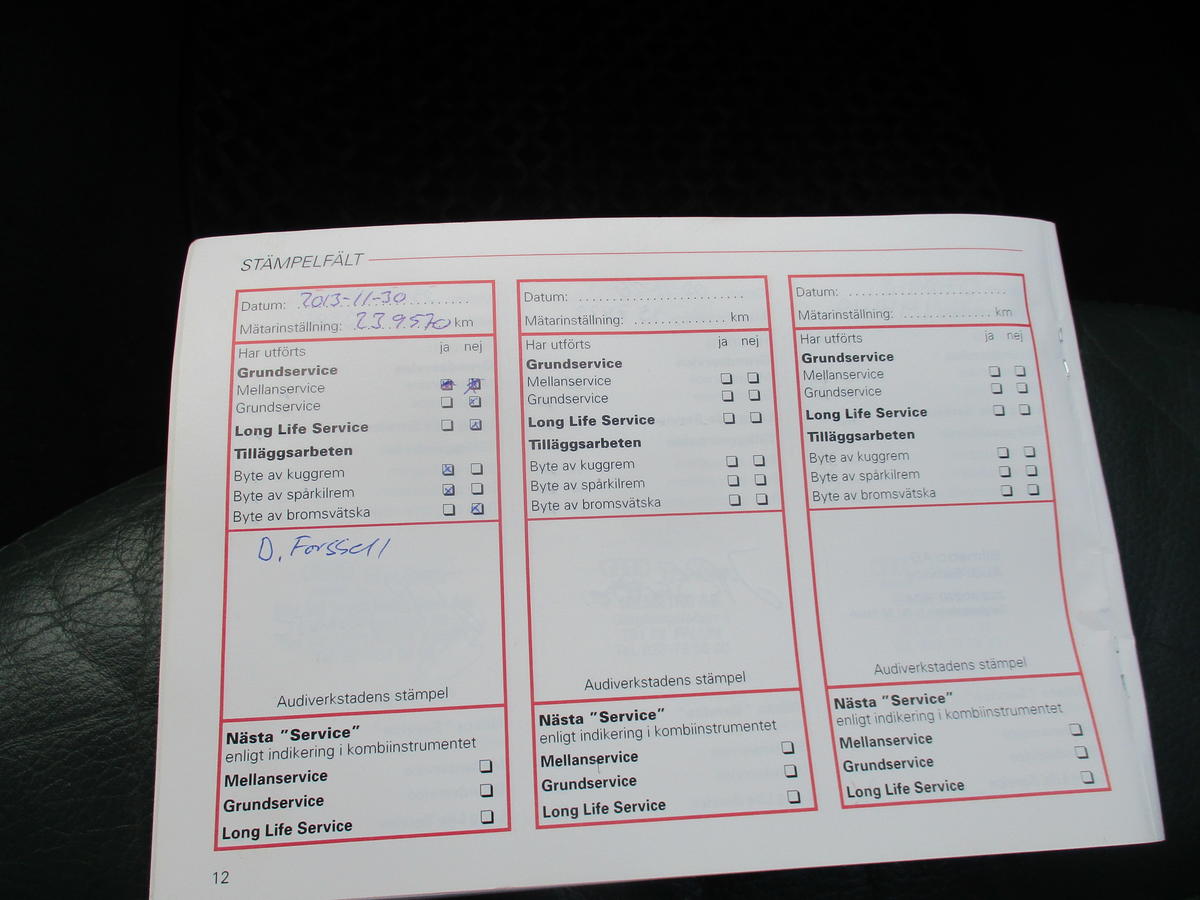 STÄMPELFÄLT
Datum: 2013-11-30
Mätarinställning: 239570 km
Har utförts ja nej
Grundservice
Mellanservice
Grundservice
Long Life Service
Tilläggsarbeten
Byte av kuggrem
Byte av spårkilrem
Byte av bromsvätska
D. Forssell
Audiverkstadens stämpel
Nästa "Service"
enligt indikering i kombiinstrumentet
Mellanservice
Grundservice
Long Life Service
Datum:
Mätarinställning: km
Har utförts ja nej
Grundservice
Mellanservice
Grundservice
Long Life Service
Tilläggsarbeten
Byte av kuggrem
Byte av spårkilrem
Byte av bromsvätska
Audiverkstadens stämpel
Nästa "Service"
enligt indikering i kombiinstrumentet
Mellanservice
Grundservice
Long Life Service
Datum:
Mätarinställning: km
Har utförts ja nej
Grundservice
Mellanservice
Grundservice
Long Life Service
Tilläggsarbeten
Byte av kuggrem
Byte av spårkilrem
Byte av bromsvätska
Audiverkstadens stämpel
Nästa "Service"
enligt indikering i kombiinstrumentet
Mellanservice
Grundservice
Long Life Service
12